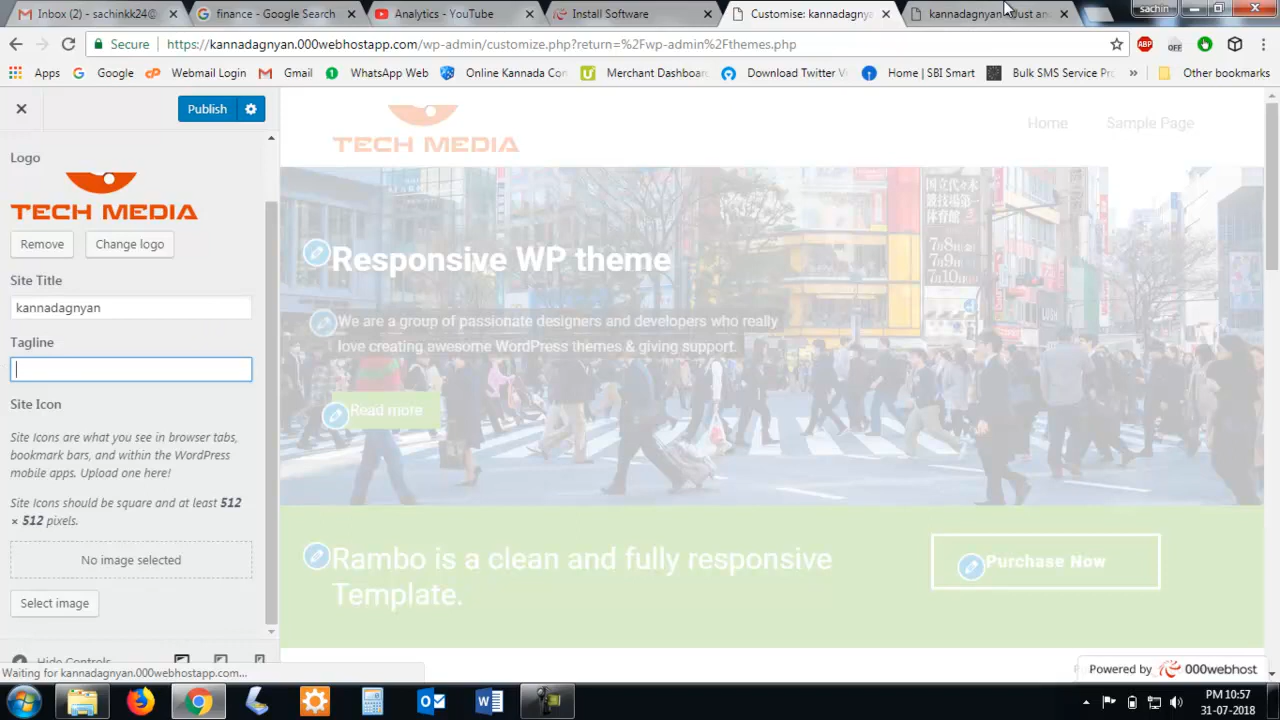 Inbox (2) - sachinkk24@
finance - Google Search
Analytics - YouTube
Install Software
Customise: kannadagnya
kannadagnyan
sachin
Secure
https://kannadagnyan.000webhostapp.com/wpadmin/customize.php?return=%2Fwp-admin%2Fthemes.php
ABP
OFF
Apps
Google
Webmail Login
Gmail
WhatsApp Web
Online Kannada Con
Merchant Dashboar
Download Twitter V
Home | SBI Smart
Bulk SMS Service Pr
»
Other bookmarks
Publish
Logo
TECH MEDIA
Remove
Change logo
Site Title
kannadagnyan
Tagline
Site Icon
Site Icons are what you see in browser tabs,
bookmark bars, and within the WordPress
mobile apps. Upload one here!
Site Icons should be square and at least 512
× 512 pixels.
No image selected
Select image
Hide Controls
TECH MEDIA
Home
Sample Page
Responsive WP theme
We are a group of passionate designers and developers who really
love creating awesome WordPress themes & giving support.
Read more
Rambo is a clean and fully responsive
Template.
Purchase Now
Powered by 000webhost
Waiting for kannadagnyan.000webhostapp.com...
PM 10:57
31-07-2018